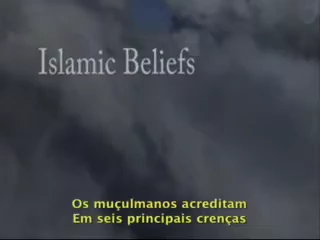 Islamic Beliefs
Os muçulmanos acreditam
Em seis principais crenças